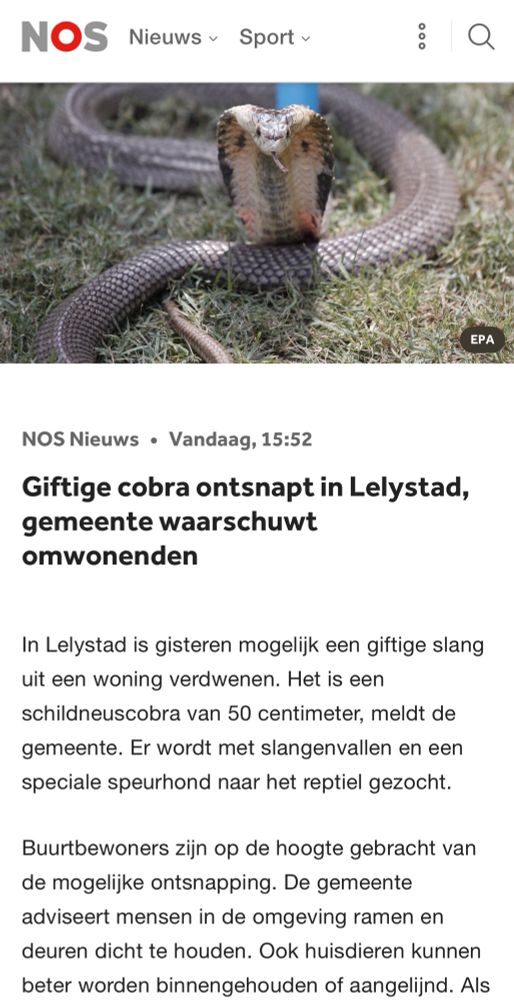 NOS Nieuws Sport
EPA
NOS Nieuws • Vandaag, 15:52
Giftige cobra ontsnapt in Lelystad,
gemeente waarschuwt
omwonenden
In Lelystad is gisteren mogelijk een giftige slang
uit een woning verdwenen. Het is een
schildneuscobra van 50 centimeter, meldt de
gemeente. Er wordt met slangenvallen en een
speciale speurhond naar het reptiel gezocht.
Buurtbewoners zijn op de hoogte gebracht van
de mogelijke ontsnapping. De gemeente
adviseert mensen in de omgeving ramen en
deuren dicht te houden. Ook huisdieren kunnen
beter worden binnengehouden of aangelijnd. Als